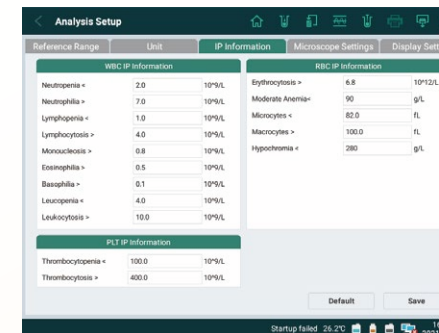 Analysis Setup
Reference Range Unit IP Information Microscope Settings Display Sett
WBC IP Information
Neutropenia < 2.0 10^9/L
Neutrophilia > 7.0 10^9/L
Lymphopenia < 1.0 10^9/L
Lymphocytosis > 4.0 10^9/L
Monoucleosis > 0.8 10^9/L
Eosinophilia > 0.5 10^9/L
Basophilia > 0.1 10^9/L
Leucopenia < 4.0 10^9/L
Leukocytosis > 10.0 10^9/L
PLT IP Information
Thrombocytopenia < 100.0 10^9/L
Thrombocytosis > 400.0 10^9/L
RBC IP Information
Erythrocytosis > 6.8 10^12/L
Moderate Anemia< 90 g/L
Microcytes < 82.0 fL
Macrocytes > 100.0 fL
Hypochromia < 280 g/L
Default Save
Startup failed 26.2°C